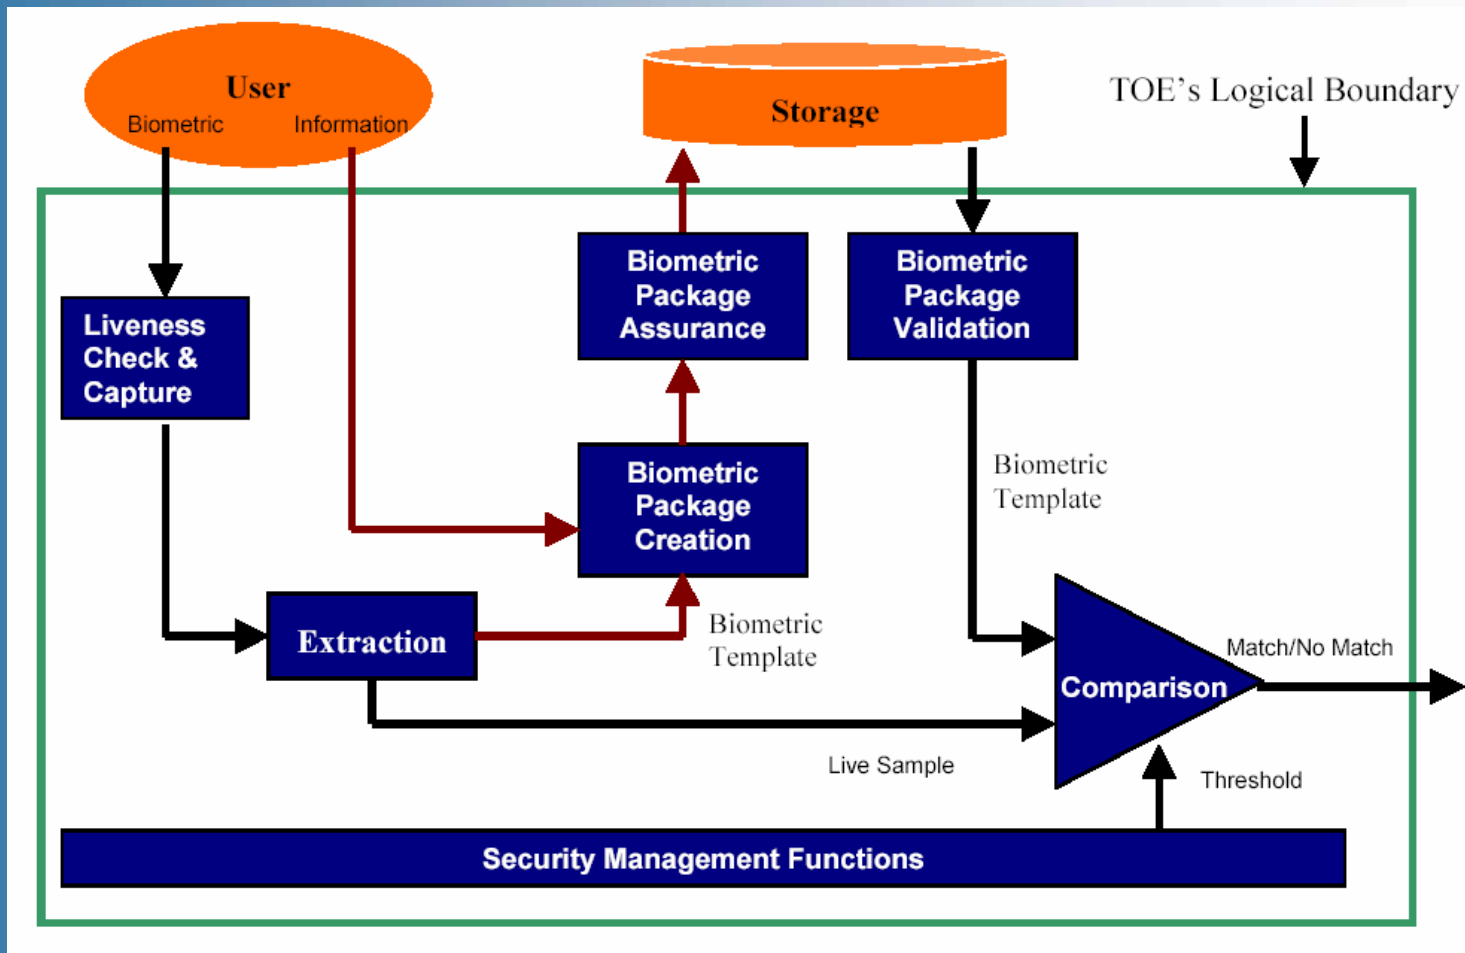 User
Biometric
Information
Storage
TOE's Logical Boundary
Biometric
Package
Assurance
Biometric
Package
Validation
Liveness
Check &
Capture
Biometric
Package
Creation
Biometric
Template
Extraction
Biometric
Template
Comparison
Match/No Match
Live Sample
Threshold
Security Management Functions